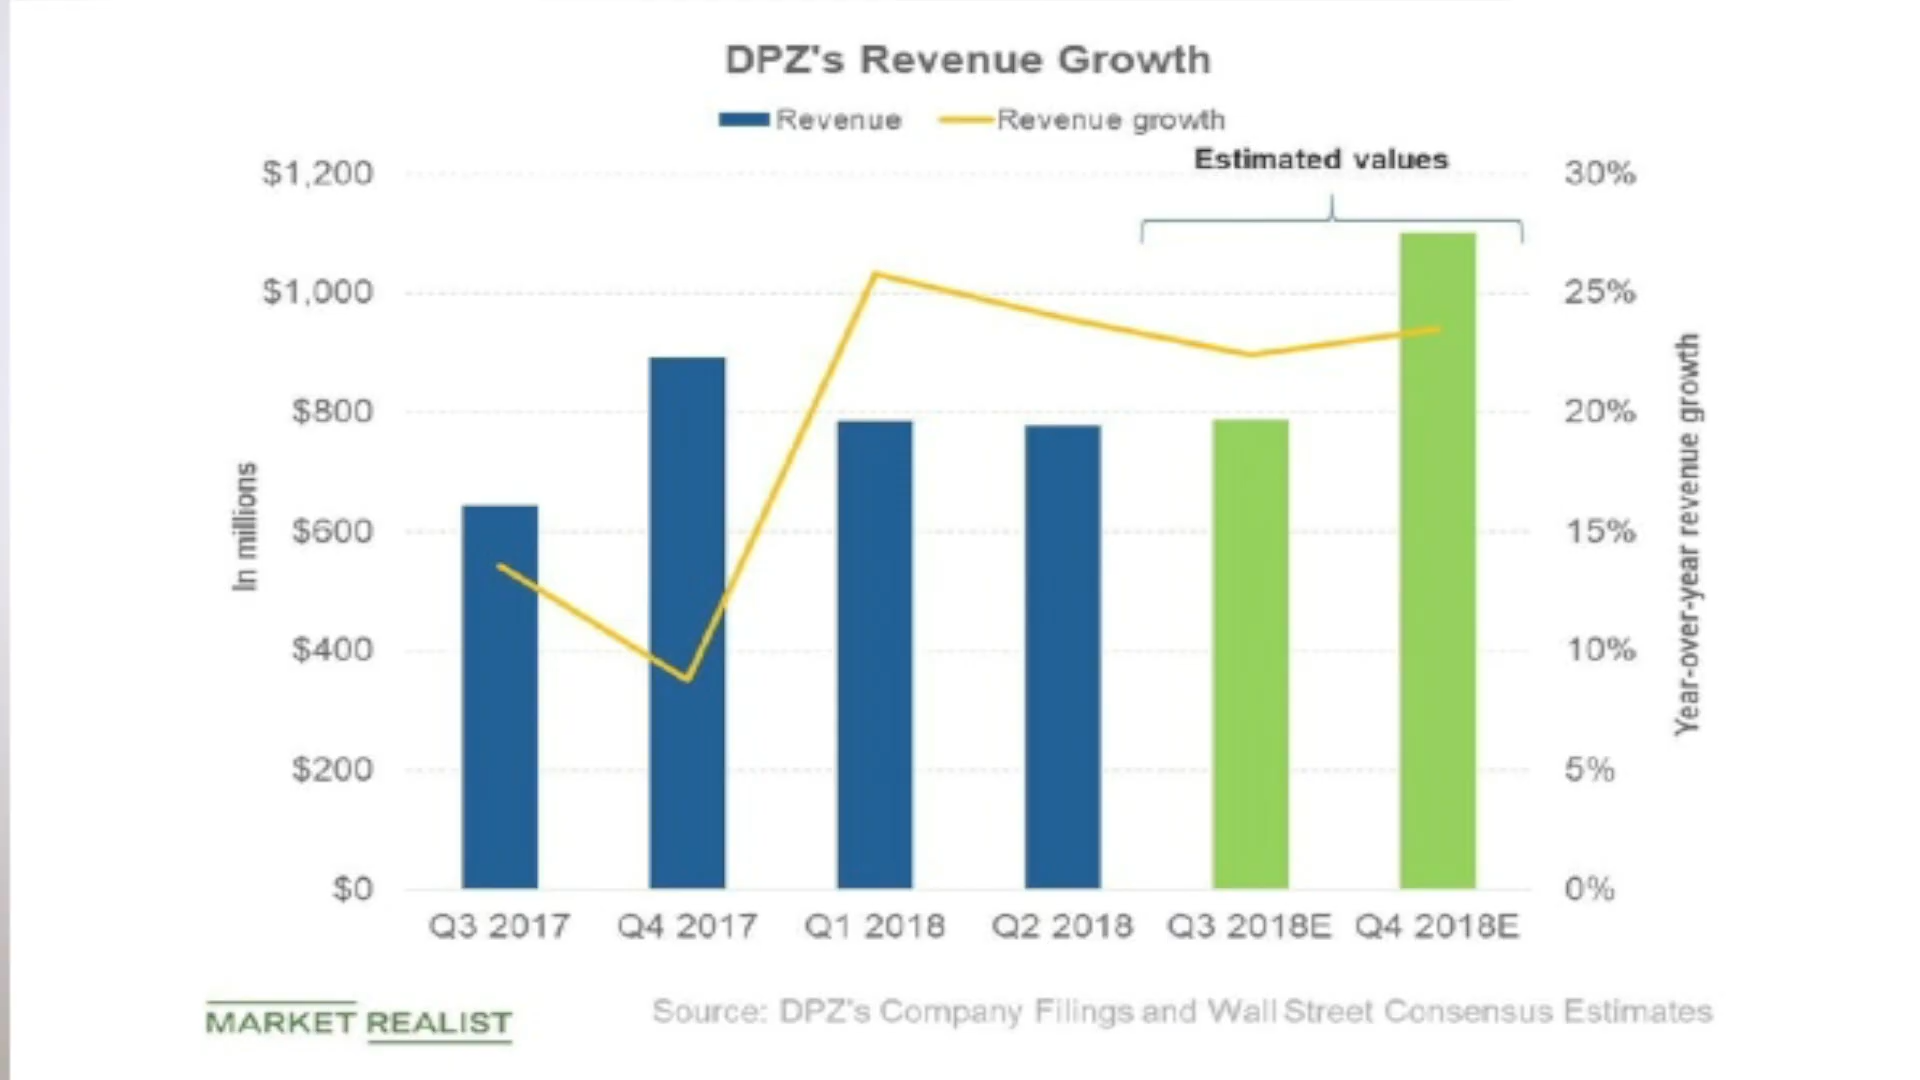 DPZ's Revenue Growth
Revenue Revenue growth
Estimated values
$1,200
$1,000
$800
$600
$400
$200
$0
In millions
30%
25%
20%
15%
10%
5%
0%
Year-over-year revenue growth
Q3 2017 Q4 2017 Q1 2018 Q2 2018 Q3 2018E Q4 2018E
MARKET REALIST
Source: DPZ's Company Filings and Wall Street Consensus Estimates